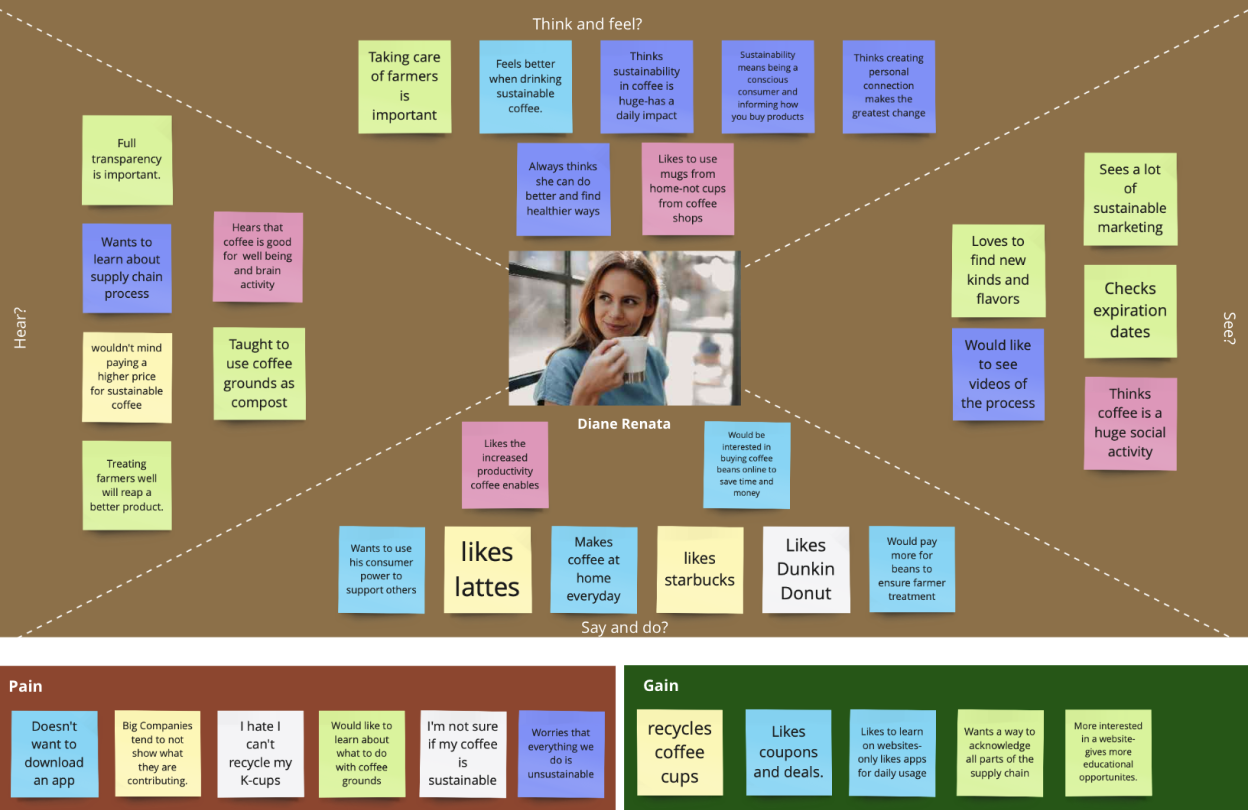 Think and feel?
Taking care
of farmers
is
important
Feels better
when drinking
sustainable
coffee.
Thinks
sustainability
in coffee is
huge-has a
daily impact
Sustainability
means being a
conscious
consumer and
informing how
you buy products
Thinks creating
personal
connection
makes the
greatest change
Always thinks
she can do
better and find
healthier ways
Likes to use
mugs from
home-not cups
from coffee
shops
Hear?
Full
transparency
is important.
Wants to
learn about
supply chain
process
Hears that
coffee is good
for well being
and brain
activity
wouldn't mind
paying a
higher price
for sustainable
coffee
Taught to
use coffee
grounds as
compost
Treating
farmers well
will reap a
better product.
See?
Sees a lot
of
sustainable
marketing
Loves to
find new
kinds and
flavors
Checks
expiration
dates
Would like
to see
videos of
the process
Thinks
coffee is a
huge social
activity
Diane Renata
Likes the
increased
productivity
coffee enables
Would be
interested in
buying coffee
beans online to
save time and
money
Wants to use
his consumer
power to
support others
likes
lattes
Makes
coffee at
home
everyday
likes
starbucks
Likes
Dunkin
Donut
Would pay
more for
beans to
ensure farmer
treatment
Say and do?
Pain
Doesn't
want to
download
an app
Big Companies
tend to not
show what
they are
contributing.
I hate I
can't
recycle my
K-cups
Would like to
learn about
what to do
with coffee
grounds
I'm not sure
if my coffee
is
sustainable
Worries that
everything we
do is
unsustainable
Gain
recycles
coffee
cups
Likes
coupons
and deals.
Likes to learn
on websites-
only likes apps
for daily usage
Wants a way to
acknowledge
all parts of the
supply chain
More interested
in a website-
gives more
educational
opportunites.